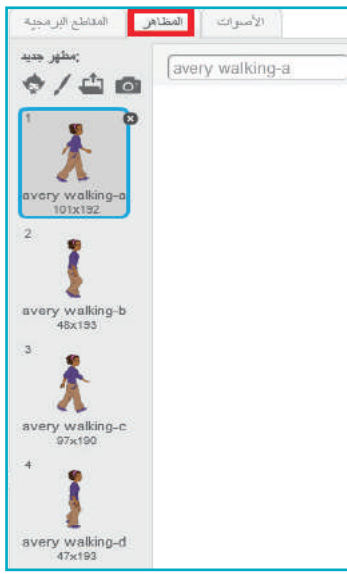 المقاطع البرمجية المظاهر الأصوات
مظهر جديد:
avery walking-a
1
avery walking-a
101x192
2
avery walking-b
48x193
3
avery walking-c
97x190
4
avery walking-d
47x193